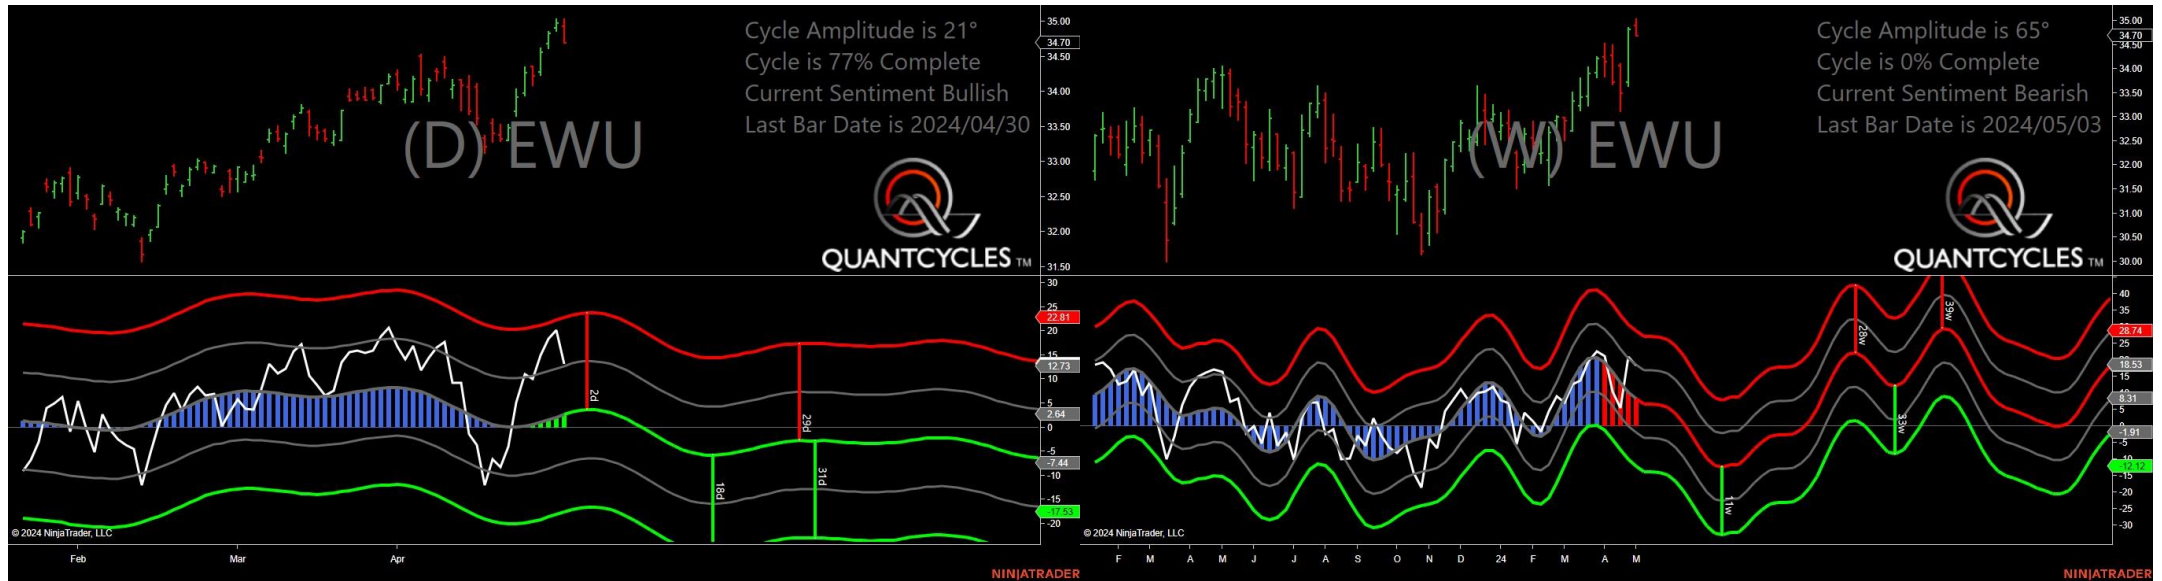 Cycle Amplitude is 21°
Cycle is 77% Complete
Current Sentiment Bullish
Last Bar Date is 2024/04/30
(D) EWU
QUANTCYCLES TM
35.00
34.70
34.50
34.00
33.50
33.00
32.50
32.00
31.50
30
25
22.81
20
15
12.73
10
5
2.64
0
-5
-7.44
-10
-15
-17.53
-20
2d
18d
29d
31d
© 2024 NinjaTrader, LLC
Feb Mar Apr
NINJATRADER
Cycle Amplitude is 65°
Cycle is 0% Complete
Current Sentiment Bearish
Last Bar Date is 2024/05/03
(W) EWU
QUANTCYCLES TM
35.00
34.70
34.50
34.00
33.50
33.00
32.50
32.00
31.50
31.00
30.50
30.00
40
35
28.74
25
18.53
15
8.31
5
-1.91
-5
-12.12
-15
-20
-25
-30
11w
28w
33w
39w
© 2024 NinjaTrader, LLC
F M A M J J A S O N D 24 F M A M
NINJATRADER